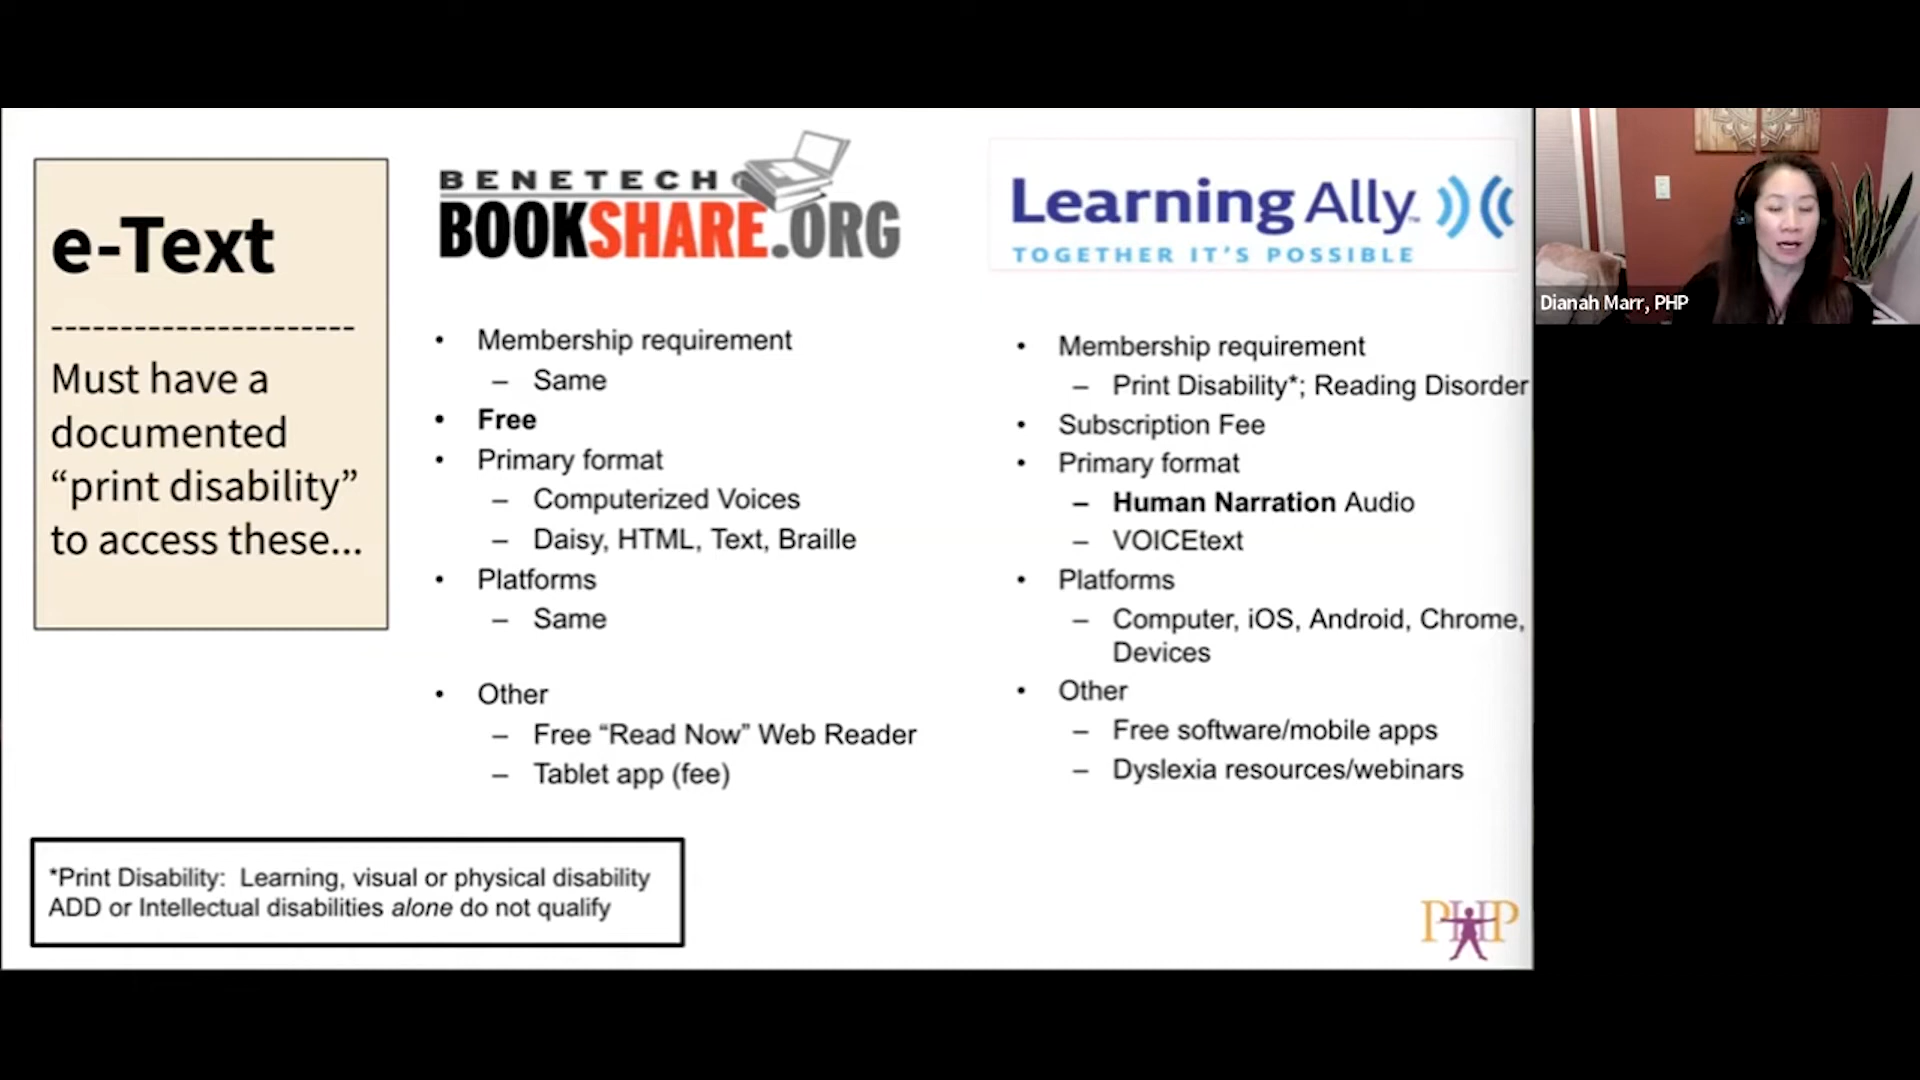 e-Text
----------------------
Must have a
documented
“print disability”
to access these...
BENETECH
BOOKSHARE.ORG
• Membership requirement
– Same
• Free
• Primary format
– Computerized Voices
– Daisy, HTML, Text, Braille
• Platforms
– Same
• Other
– Free “Read Now” Web Reader
– Tablet app (fee)
Learning Ally™
TOGETHER IT'S POSSIBLE
• Membership requirement
– Print Disability*; Reading Disorder
• Subscription Fee
• Primary format
– Human Narration Audio
– VOICEtext
• Platforms
– Computer, iOS, Android, Chrome,
Devices
• Other
– Free software/mobile apps
– Dyslexia resources/webinars
*Print Disability: Learning, visual or physical disability
ADD or Intellectual disabilities alone do not qualify
PHP
Dianah Marr, PHP